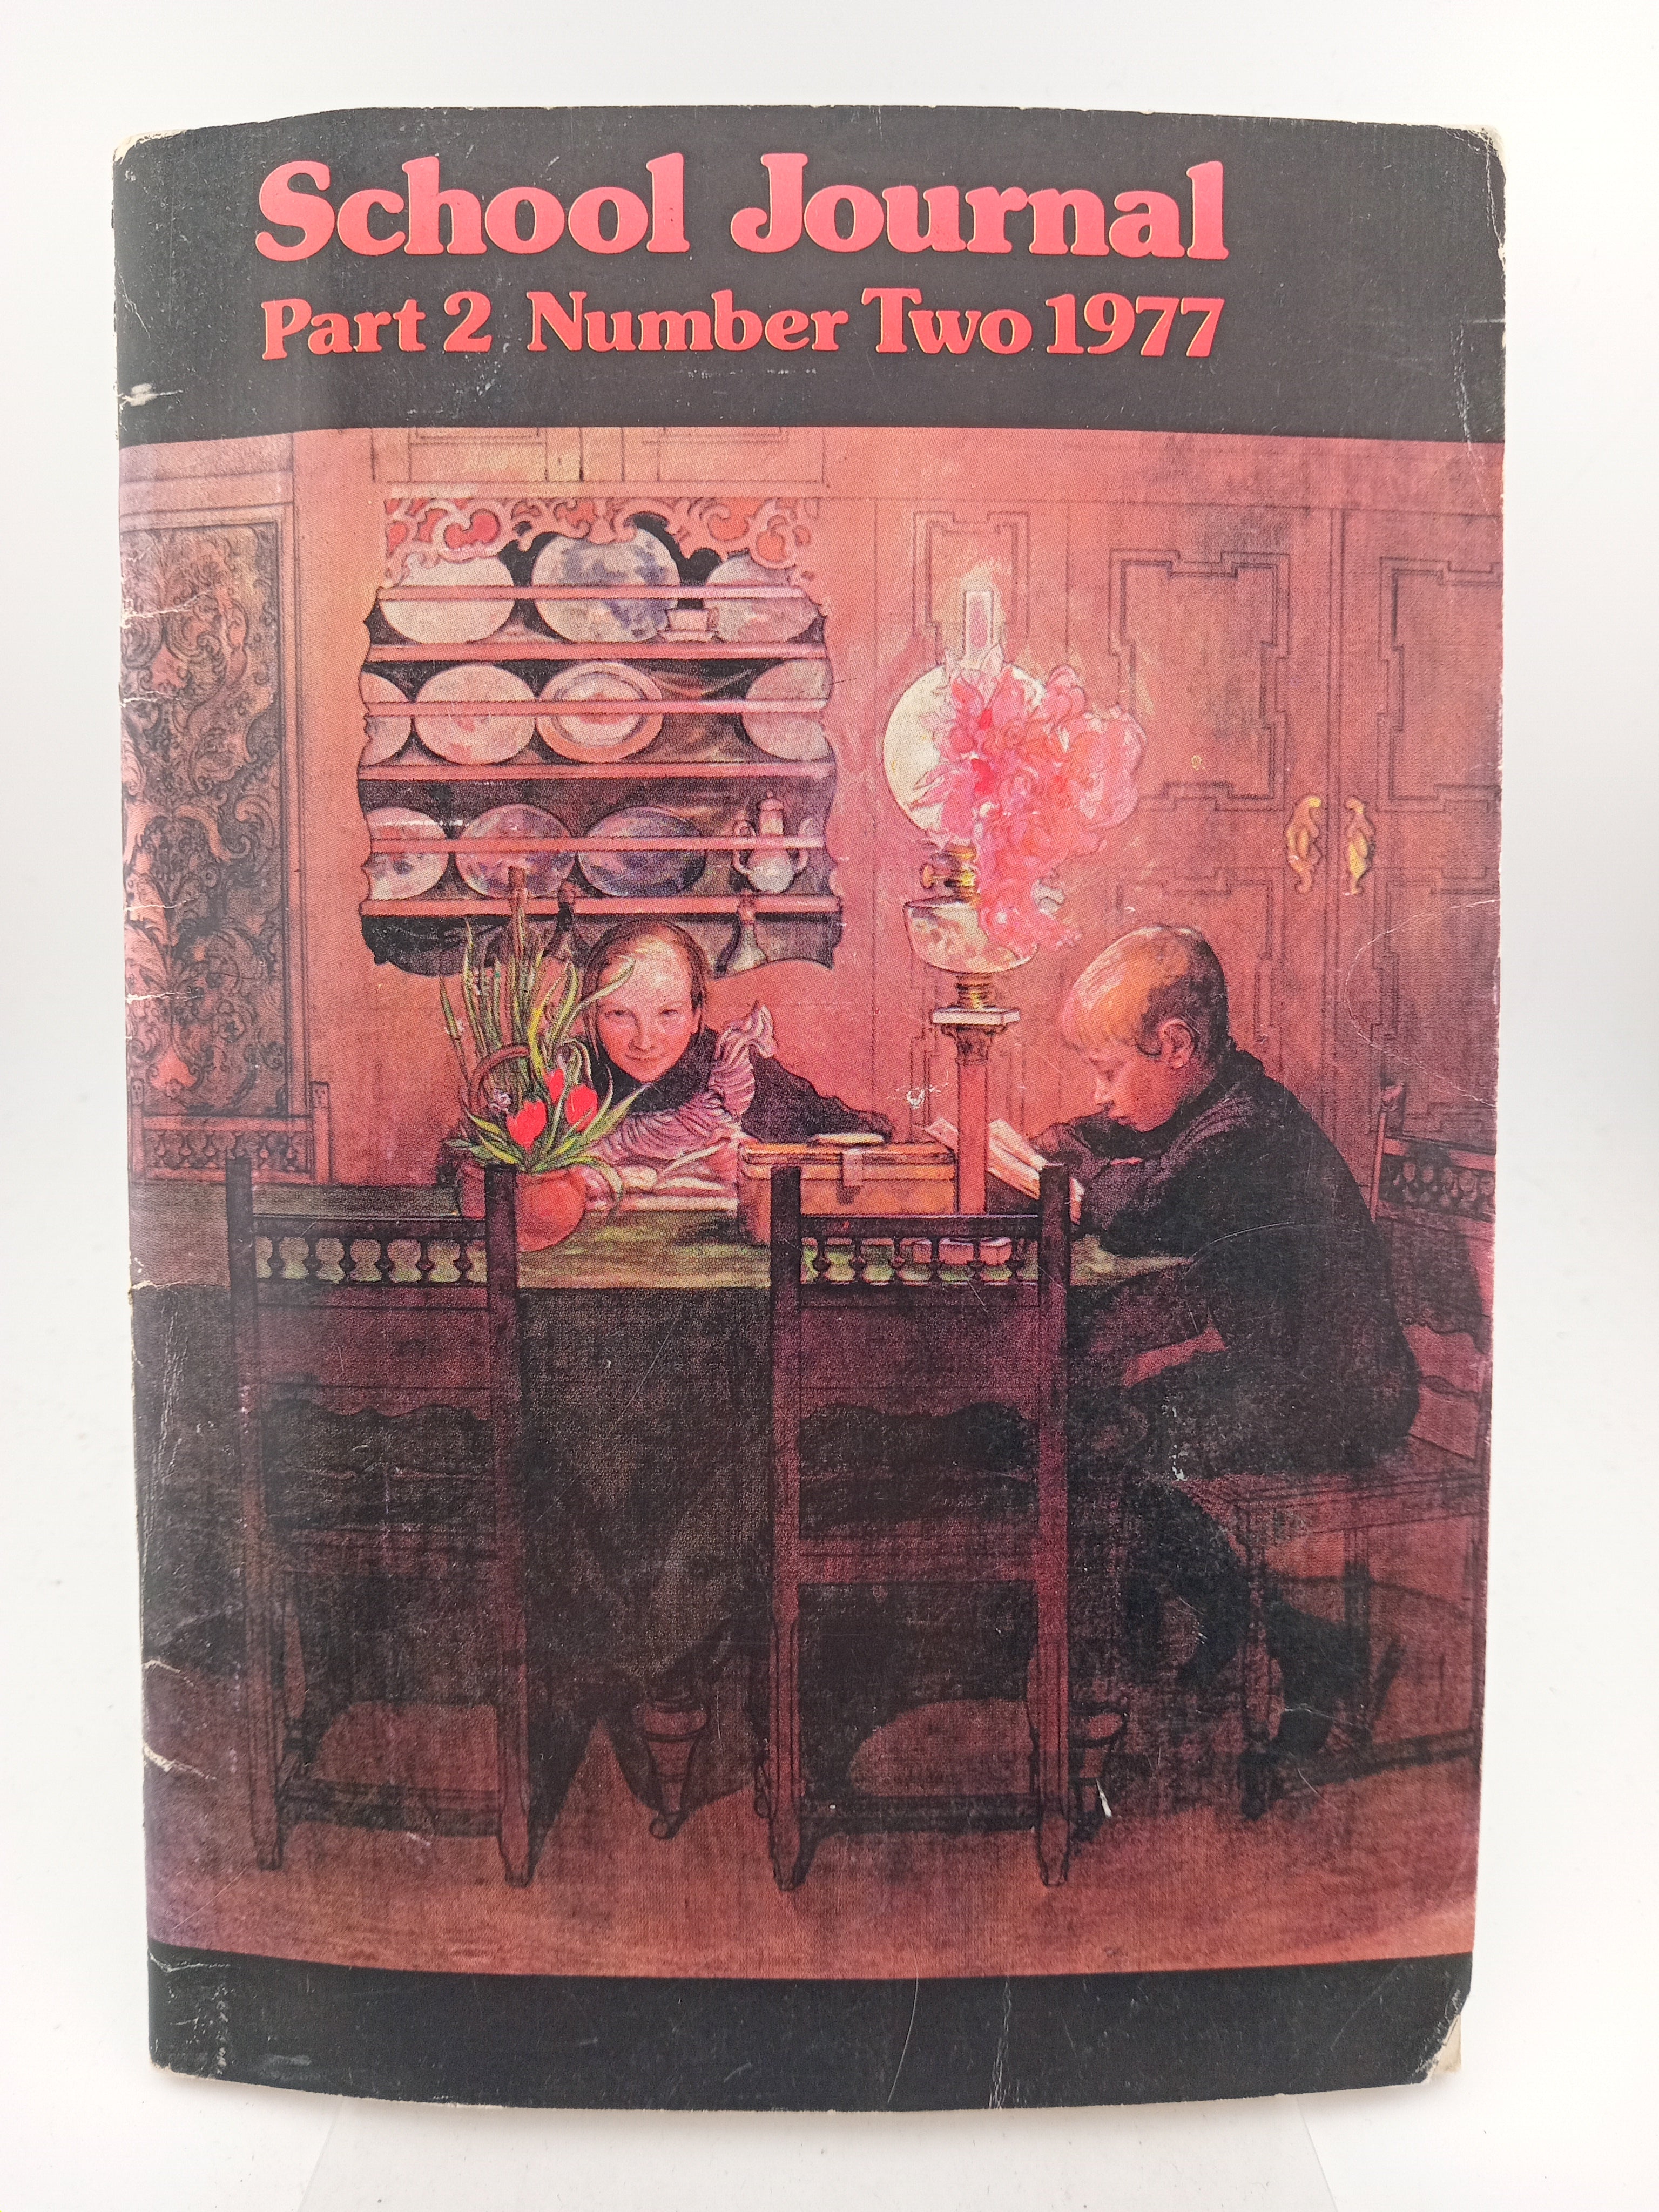 School Journal
Part 2 Number Two 1977